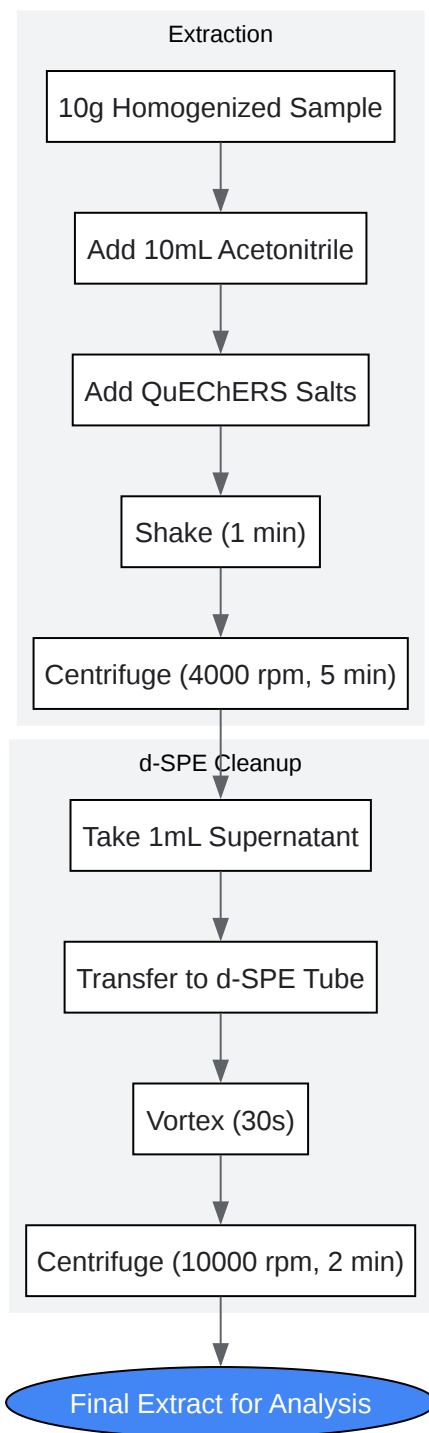 Extraction
10g Homogenized Sample
Add 10mL Acetonitrile
Add QuEChERS Salts
Shake (1 min)
Centrifuge (4000 rpm, 5 min)
d-SPE Cleanup
Take 1mL Supernatant
Transfer to d-SPE Tube
Vortex (30s)
Centrifuge (10000 rpm, 2 min)
Final Extract for Analysis